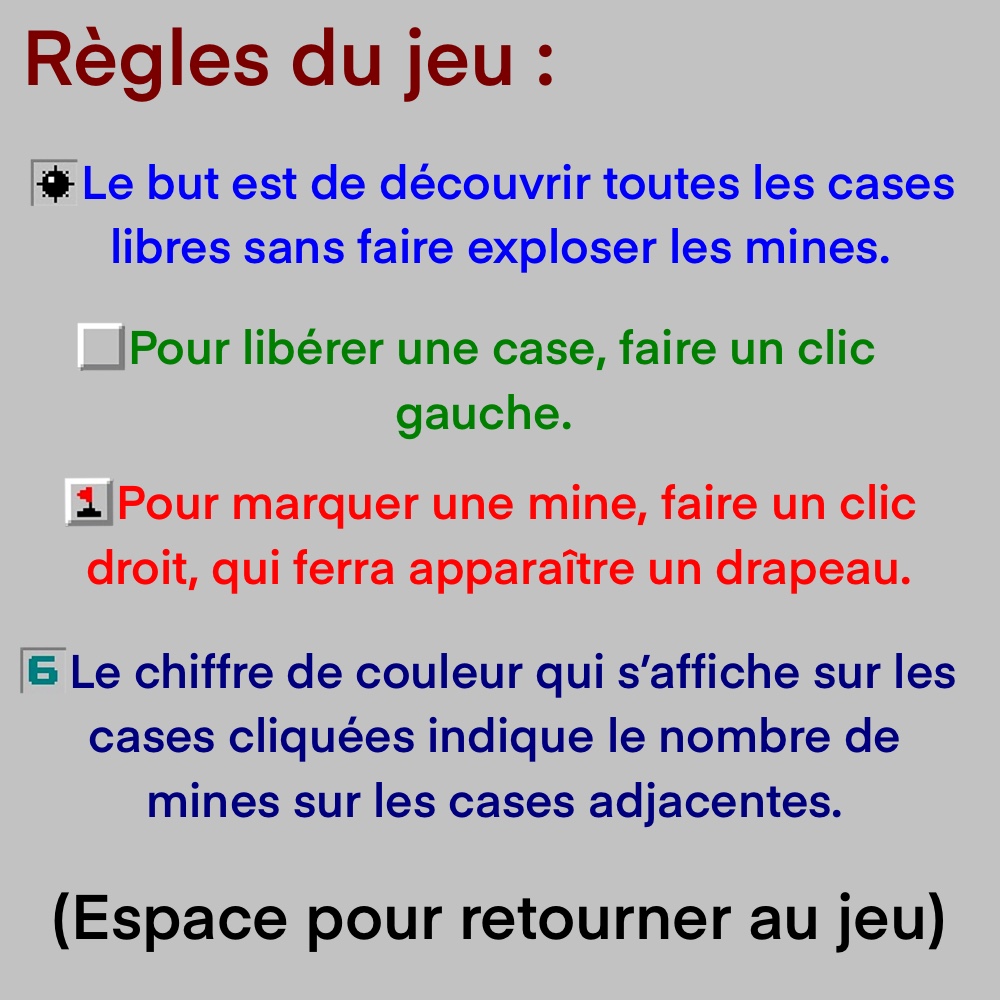 Règles du jeu :
Le but est de découvrir toutes les cases
libres sans faire exploser les mines.
Pour libérer une case, faire un clic
gauche.
Pour marquer une mine, faire un clic
droit, qui ferra apparaître un drapeau.
6 Le chiffre de couleur qui s’affiche sur les
cases cliquées indique le nombre de
mines sur les cases adjacentes.
(Espace pour retourner au jeu)